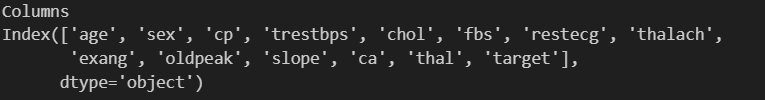 Columns
Index(['age', 'sex', 'cp', 'trestbps', 'chol', 'fbs', 'restecg', 'thalach',
'exang', 'oldpeak', 'slope', 'ca', 'thal', 'target'],
dtype='object')